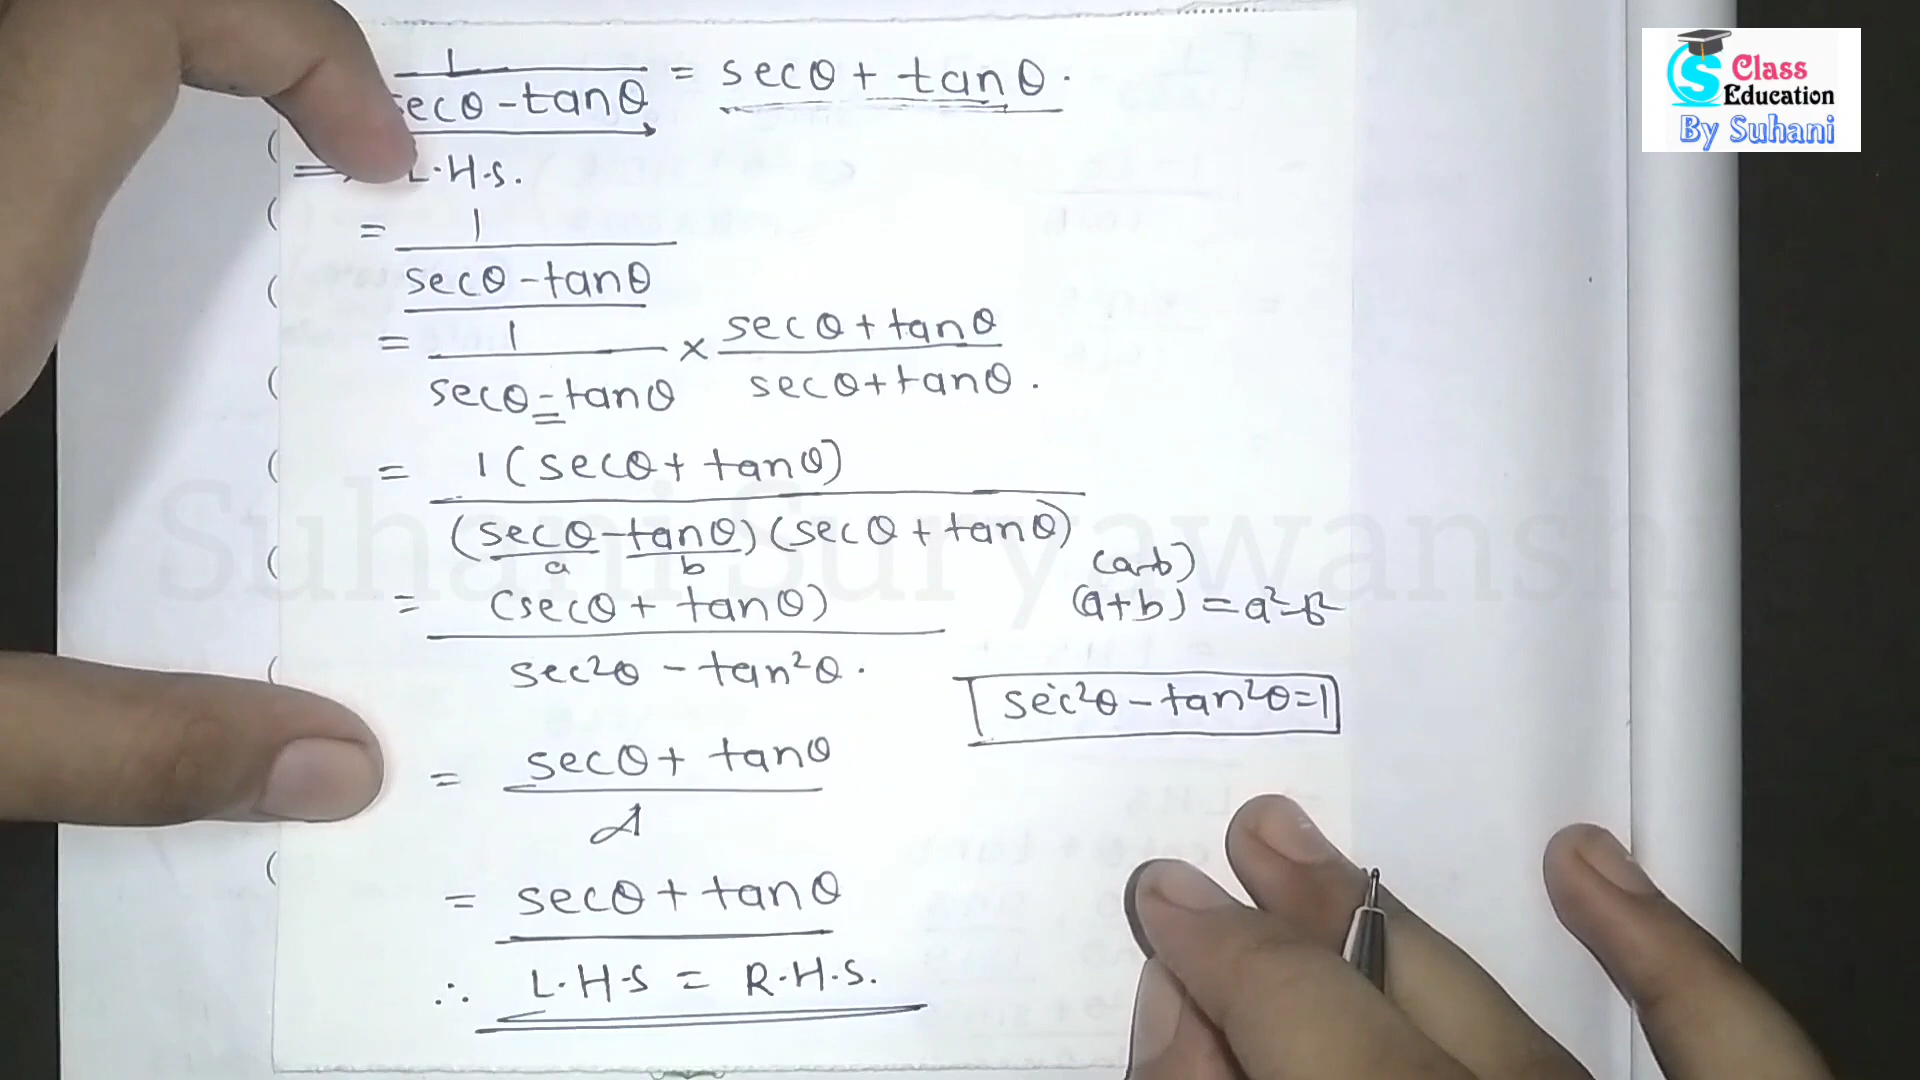 1/secθ - tanθ = secθ + tanθ.
⇒ L.H.S.
= 1/secθ - tanθ
= 1/secθ - tanθ × secθ + tanθ/secθ + tanθ.
= 1(secθ + tanθ)/(secθ - tanθ)(secθ + tanθ)
a b
(a-b)
(a+b) = a²-b²
= (secθ + tanθ)/sec²θ - tan²θ.
sec²θ - tan²θ = 1
= secθ + tanθ/1
= secθ + tanθ
∴ L.H.S = R.H.S.
S Class
Education
By Suhani
Suhani Suryawanshi